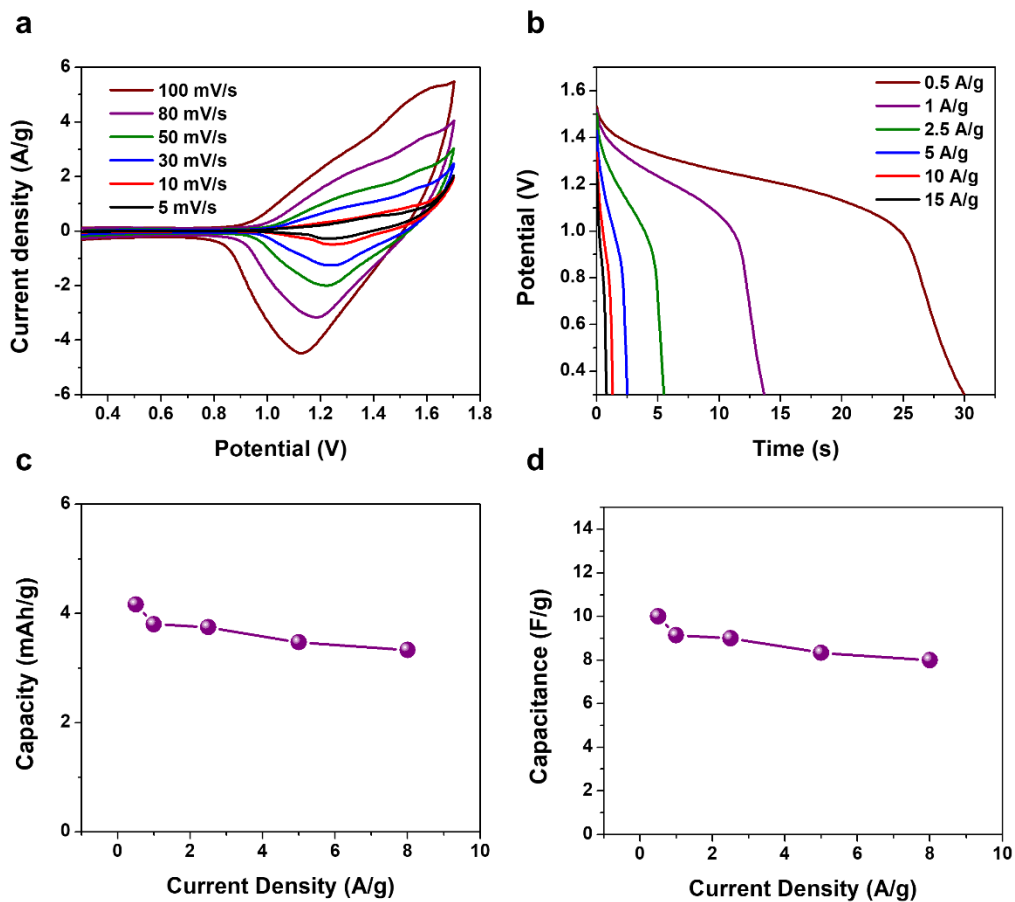 a
6
4
2
0
-2
-4
-6
0.4
0.6
0.8
1.0
1.2
1.4
1.6
1.8
Current density (A/g)
Potential (V)
100 mV/s
80 mV/s
50 mV/s
30 mV/s
10 mV/s
5 mV/s
b
1.6
1.4
1.2
1.0
0.8
0.6
0.4
0
5
10
15
20
25
30
Potential (V)
Time (s)
0.5 A/g
1 A/g
2.5 A/g
5 A/g
10 A/g
15 A/g
c
6
4
2
0
0
2
4
6
8
10
Capacity (mAh/g)
Current Density (A/g)
d
14
12
10
8
6
4
2
0
0
2
4
6
8
10
Capacitance (F/g)
Current Density (A/g)